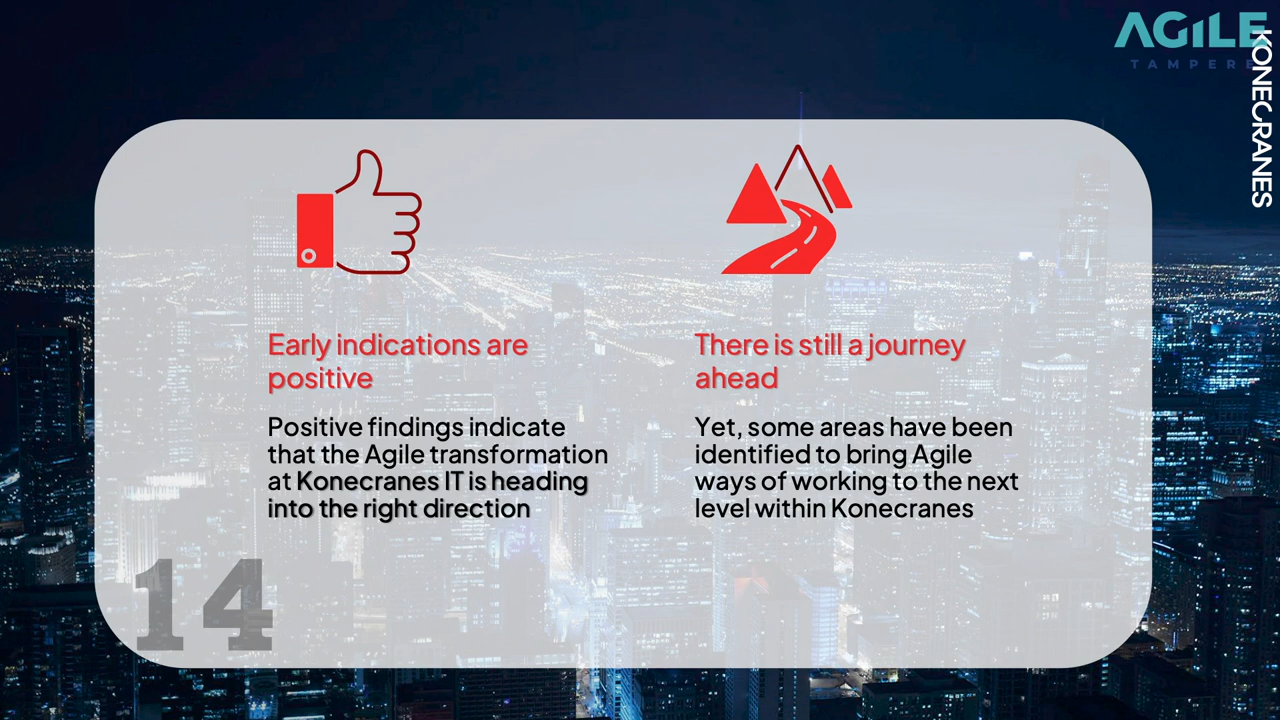 AGILE
TAMPERE
KONECRANES
Early indications are
positive
Positive findings indicate
that the Agile transformation
at Konecranes IT is heading
into the right direction
There is still a journey
ahead
Yet, some areas have been
identified to bring Agile
ways of working to the next
level within Konecranes
14